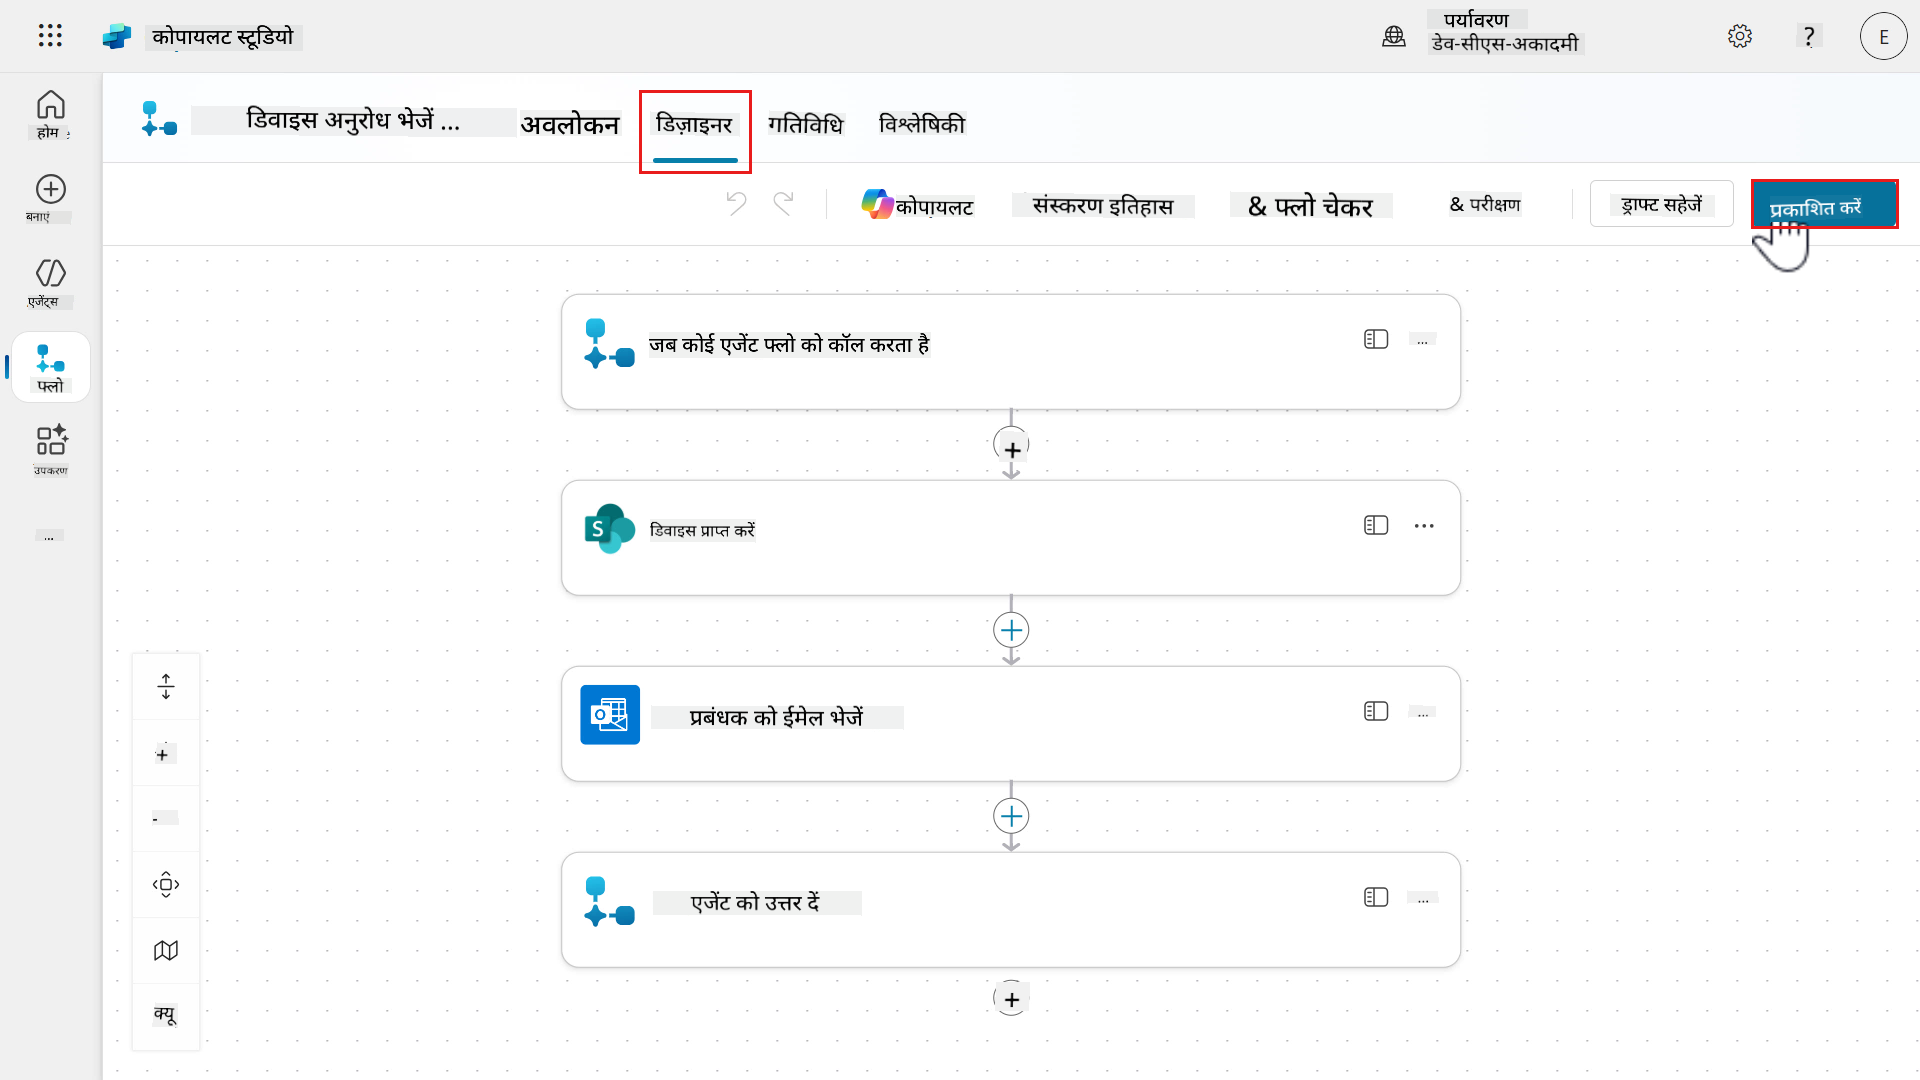 कोपायलट स्टूडियो
पर्यावरण
डेव-सीएस-अकादमी
?
E
होम
बनाएं
एजेंट्स
फ्लो
उपकरण
...
डिवाइस अनुरोध भेजें ...
अवलोकन
डिज़ाइनर
गतिविधि
विश्लेषिकी
कोपायलट
संस्करण इतिहास
& फ्लो चेकर
& परीक्षण
ड्राफ्ट सहेजें
प्रकाशित करें
जब कोई एजेंट फ्लो को कॉल करता है
...
+
S
डिवाइस प्राप्त करें
प्रबंधक को ईमेल भेजें
...
एजेंट को उत्तर दें
...
+
+
-
क्यू